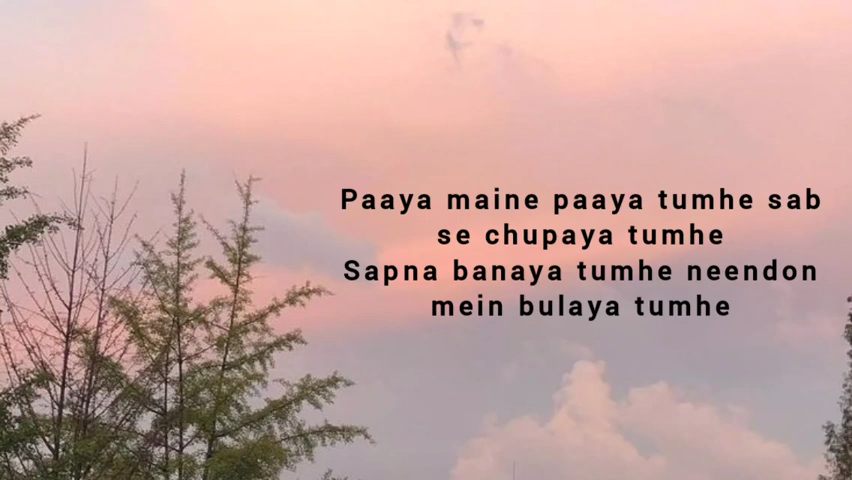 Paaya maine paaya tumhe sab
se chupaya tumhe
Sapna banaya tumhe neendon
mein bulaya tumhe